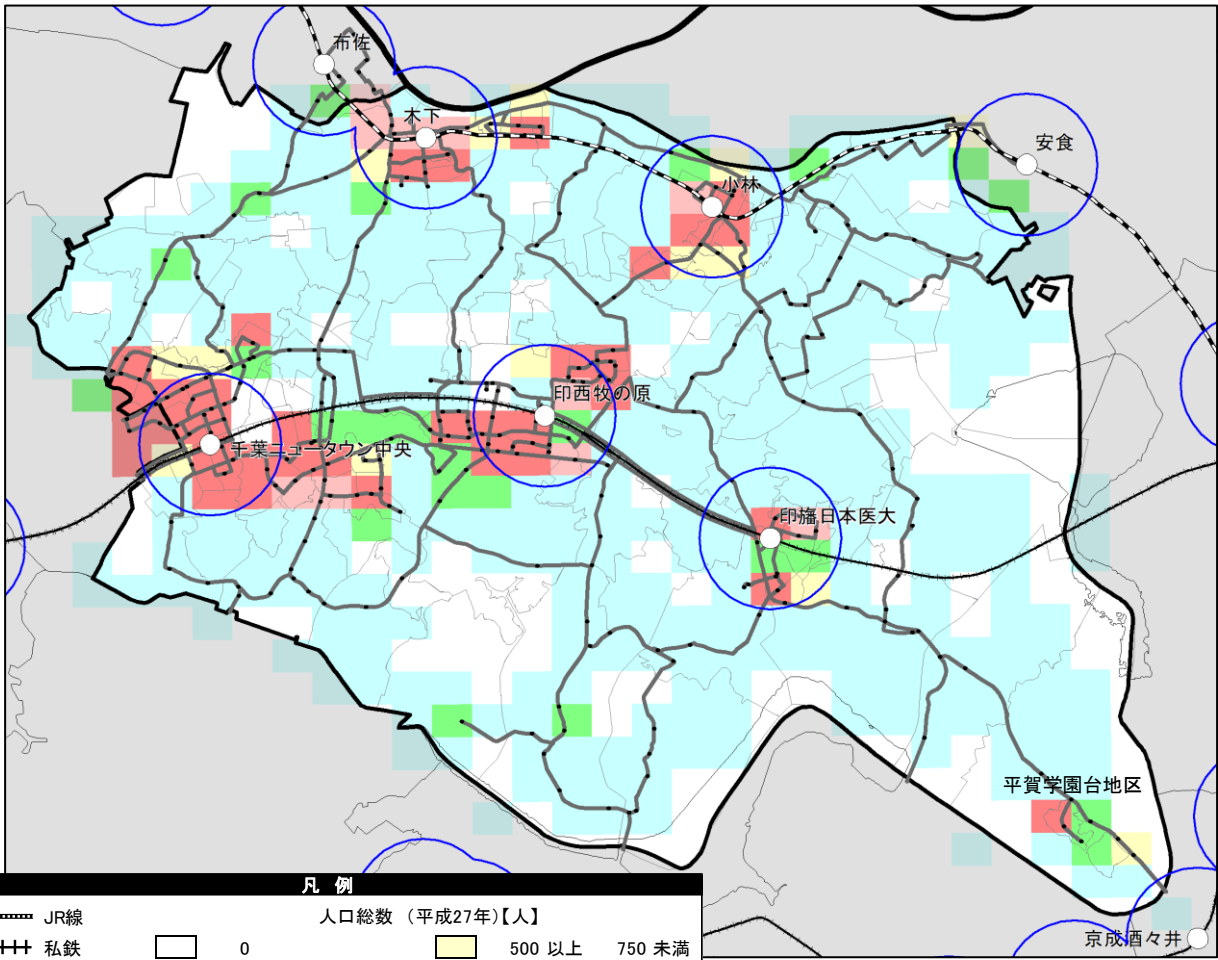 布佐
木下
安食
小林
印西牧の原
千葉ニュータウン中央
印旛日本医大
平賀学園台地区
京成酒々井
凡 例
JR線 人口総数 (平成27年)【人】
私鉄 0 500 以上 750 未満